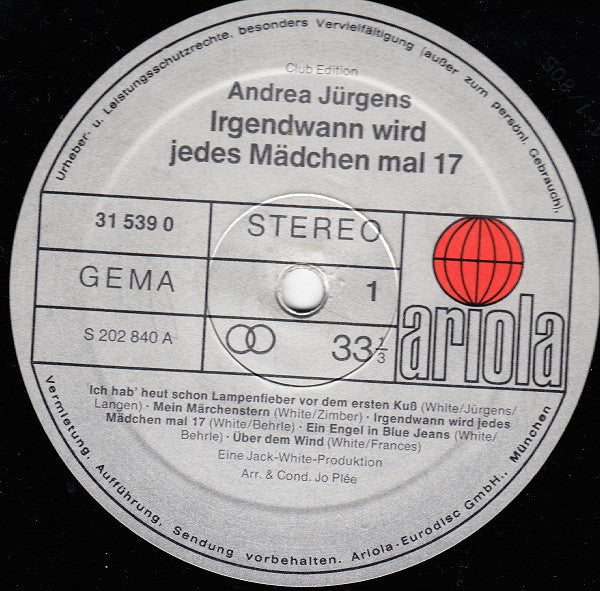 Urheber- u. Leistungsschutzrechte, besonders Vervielfältigung (außer zum persönl. Gebrauch),
Club Edition
Andrea Jürgens
Irgendwann wird
jedes Mädchen mal 17
31 539 0
STEREO
GEMA
1
S 202 840 A
33 1/3
ariola
Ich hab' heut schon Lampenfieber vor dem ersten Kuß (White/Jürgens/
Langen) · Mein Märchenstern (White/Zimber) · Irgendwann wird jedes
Mädchen mal 17 (White/Behrle) · Ein Engel in Blue Jeans (White/
Behrle) · Über dem Wind (White/Frances)
Eine Jack-White-Produktion
Arr. & Cond. Jo Plée
Vermietung, Aufführung, Sendung vorbehalten. Ariola-Eurodisc GmbH., München